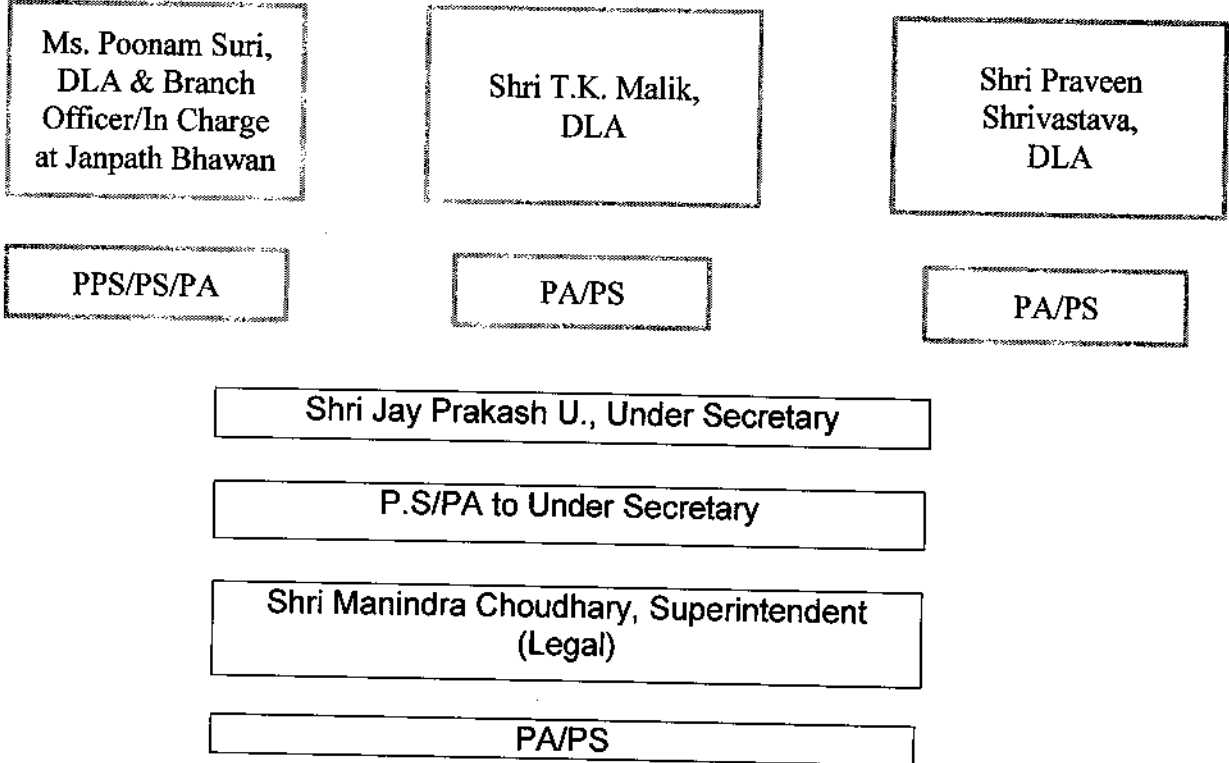 Ms. Poonam Suri,
DLA & Branch
Officer/In Charge
at Janpath Bhawan
Shri T.K. Malik,
DLA
Shri Praveen
Shrivastava,
DLA
PPS/PS/PA
PA/PS
PA/PS
Shri Jay Prakash U., Under Secretary
P.S/PA to Under Secretary
Shri Manindra Choudhary, Superintendent
(Legal)
PA/PS